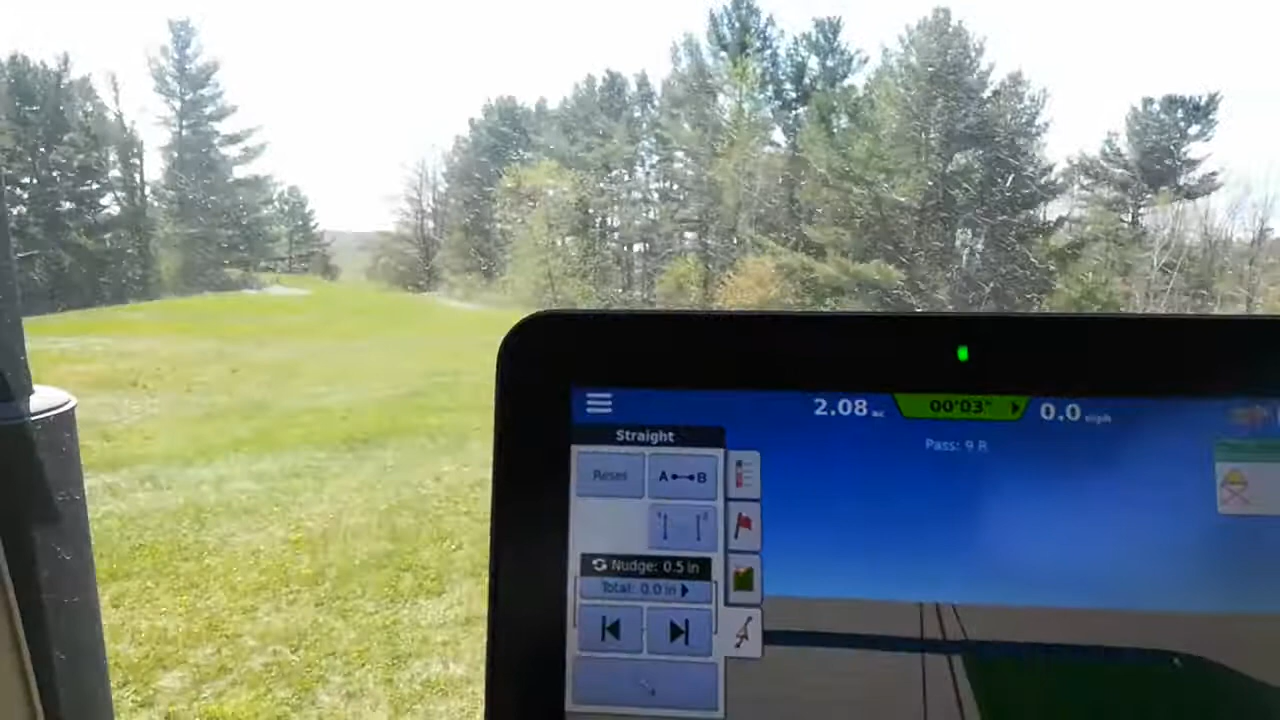 2.08 ac
00'03"
0.0 mph
Pass: 9 R
Straight
Reset
A B
Nudge: 0.5 in
Total: 0.0 in